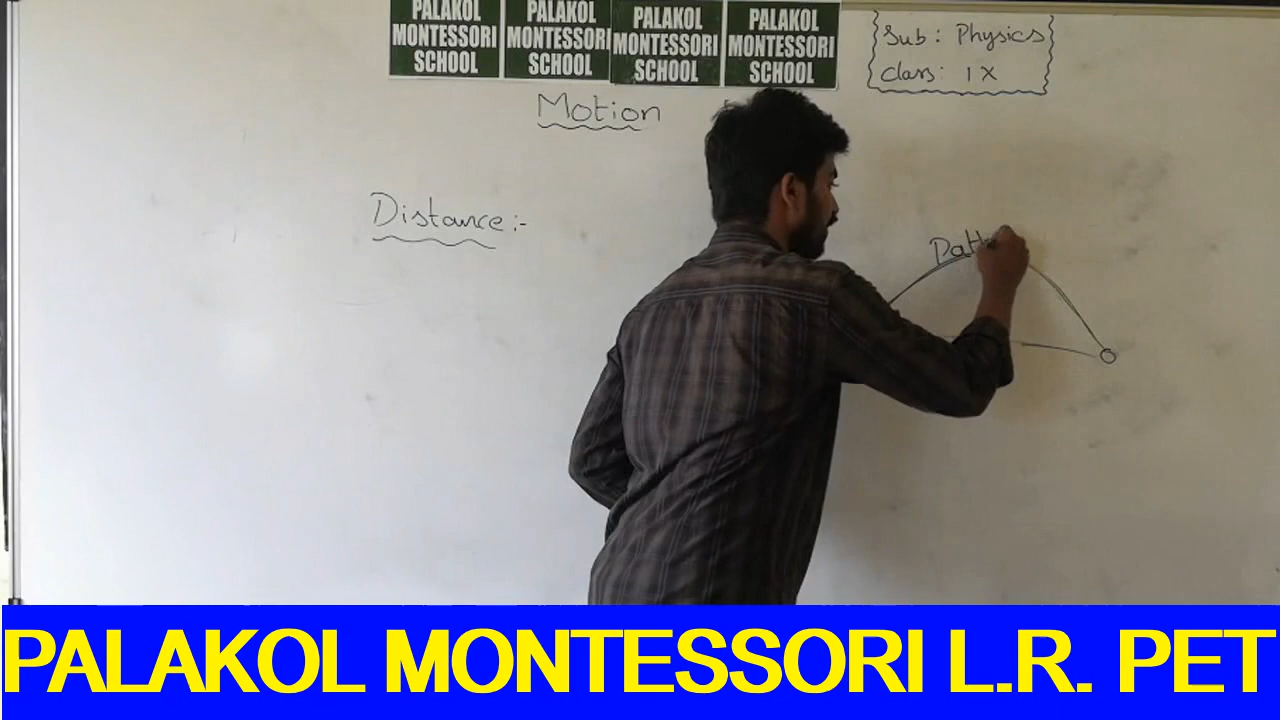 PALAKOL
MONTESSORI
SCHOOL
PALAKOL
MONTESSORI
SCHOOL
PALAKOL
MONTESSORI
SCHOOL
PALAKOL
MONTESSORI
SCHOOL
Sub : Physics
Class : IX
Motion
Distance :-
Path
PALAKOL MONTESSORI L.R. PET